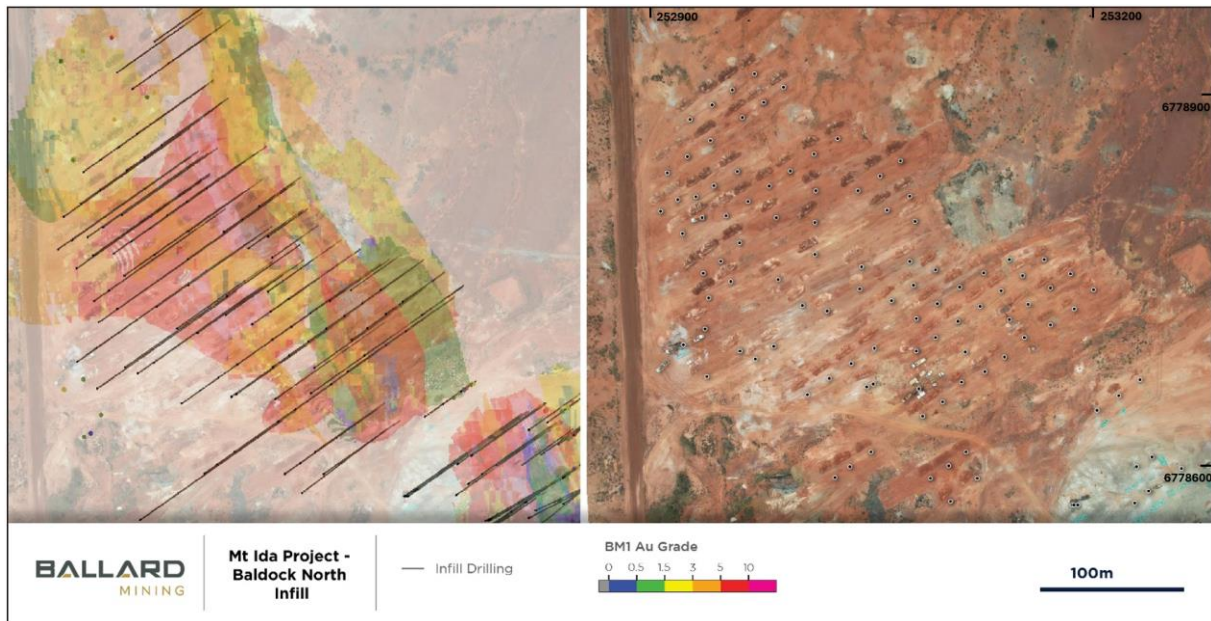 252900
253200
6778900
6778600
BALLARD
MINING
Mt Ida Project -
Baldock North
Infill
Infill Drilling
BM1 Au Grade
0 0.5 1.5 3 5 10
100m